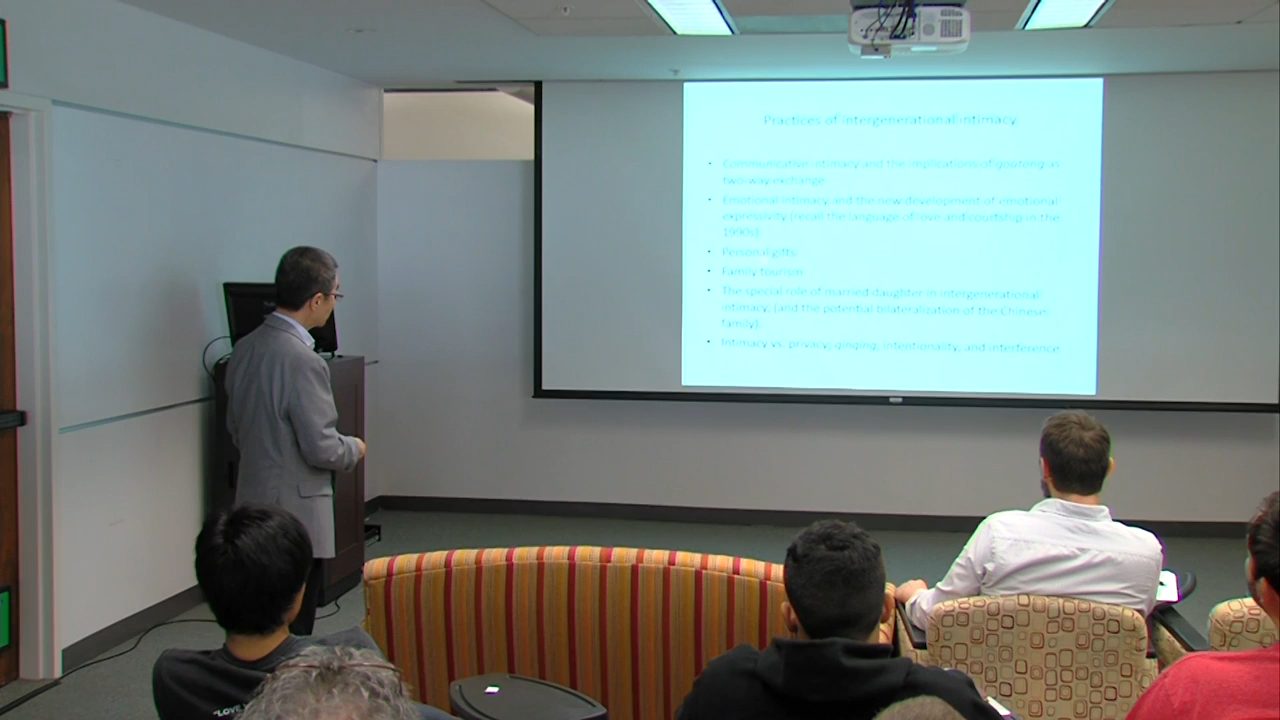 Practices of intergenerational intimacy
• Communicative intimacy and the implications of goutong as
two-way exchange
• Emotional intimacy and the new development of emotional
expressivity (recall the language of love and courtship in the
1990s);
• Personal gifts
• Family tourism
• The special role of married daughter in intergenerational
intimacy, (and the potential bilateralization of the Chinese
family);
• Intimacy vs. privacy; qinqing, intentionality, and interference
"LOVE